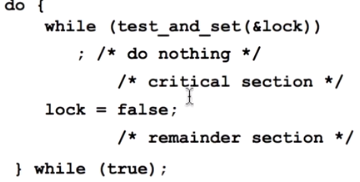 do {
while (test_and_set(&lock))
; /* do nothing */
/* critical section */
lock = false;
/* remainder section */
} while (true);